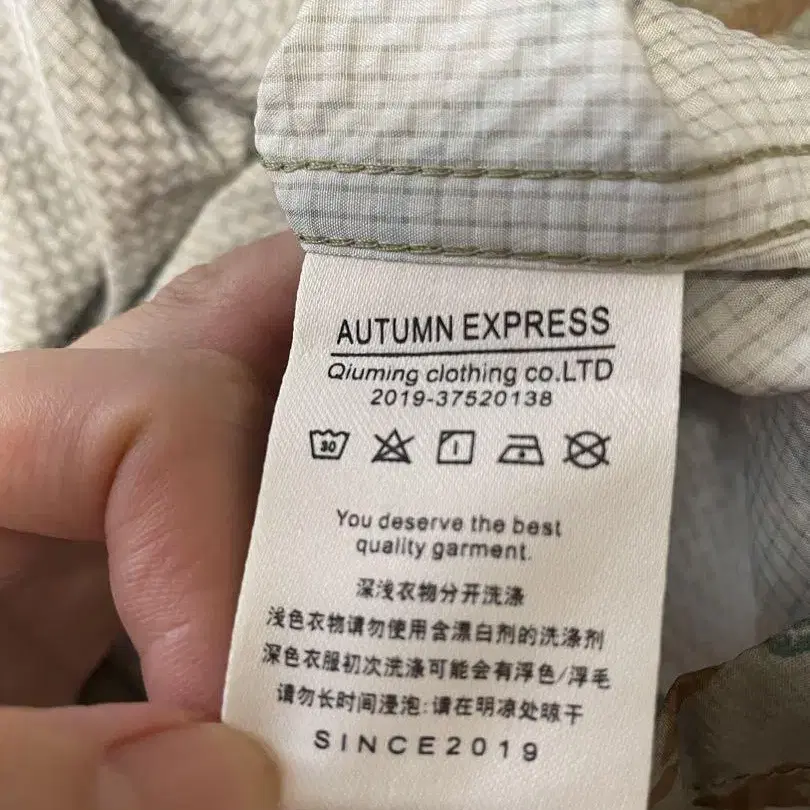 AUTUMN EXPRESS
Qiuming clothing co.LTD
2019-37520138
30
You deserve the best
quality garment.
深浅衣物分开洗涤
浅色衣物请勿使用含漂白剂的洗涤剂
深色衣服初次洗涤可能会有浮色/浮毛
请勿长时间浸泡:请在明凉处晾干
SINCE2019